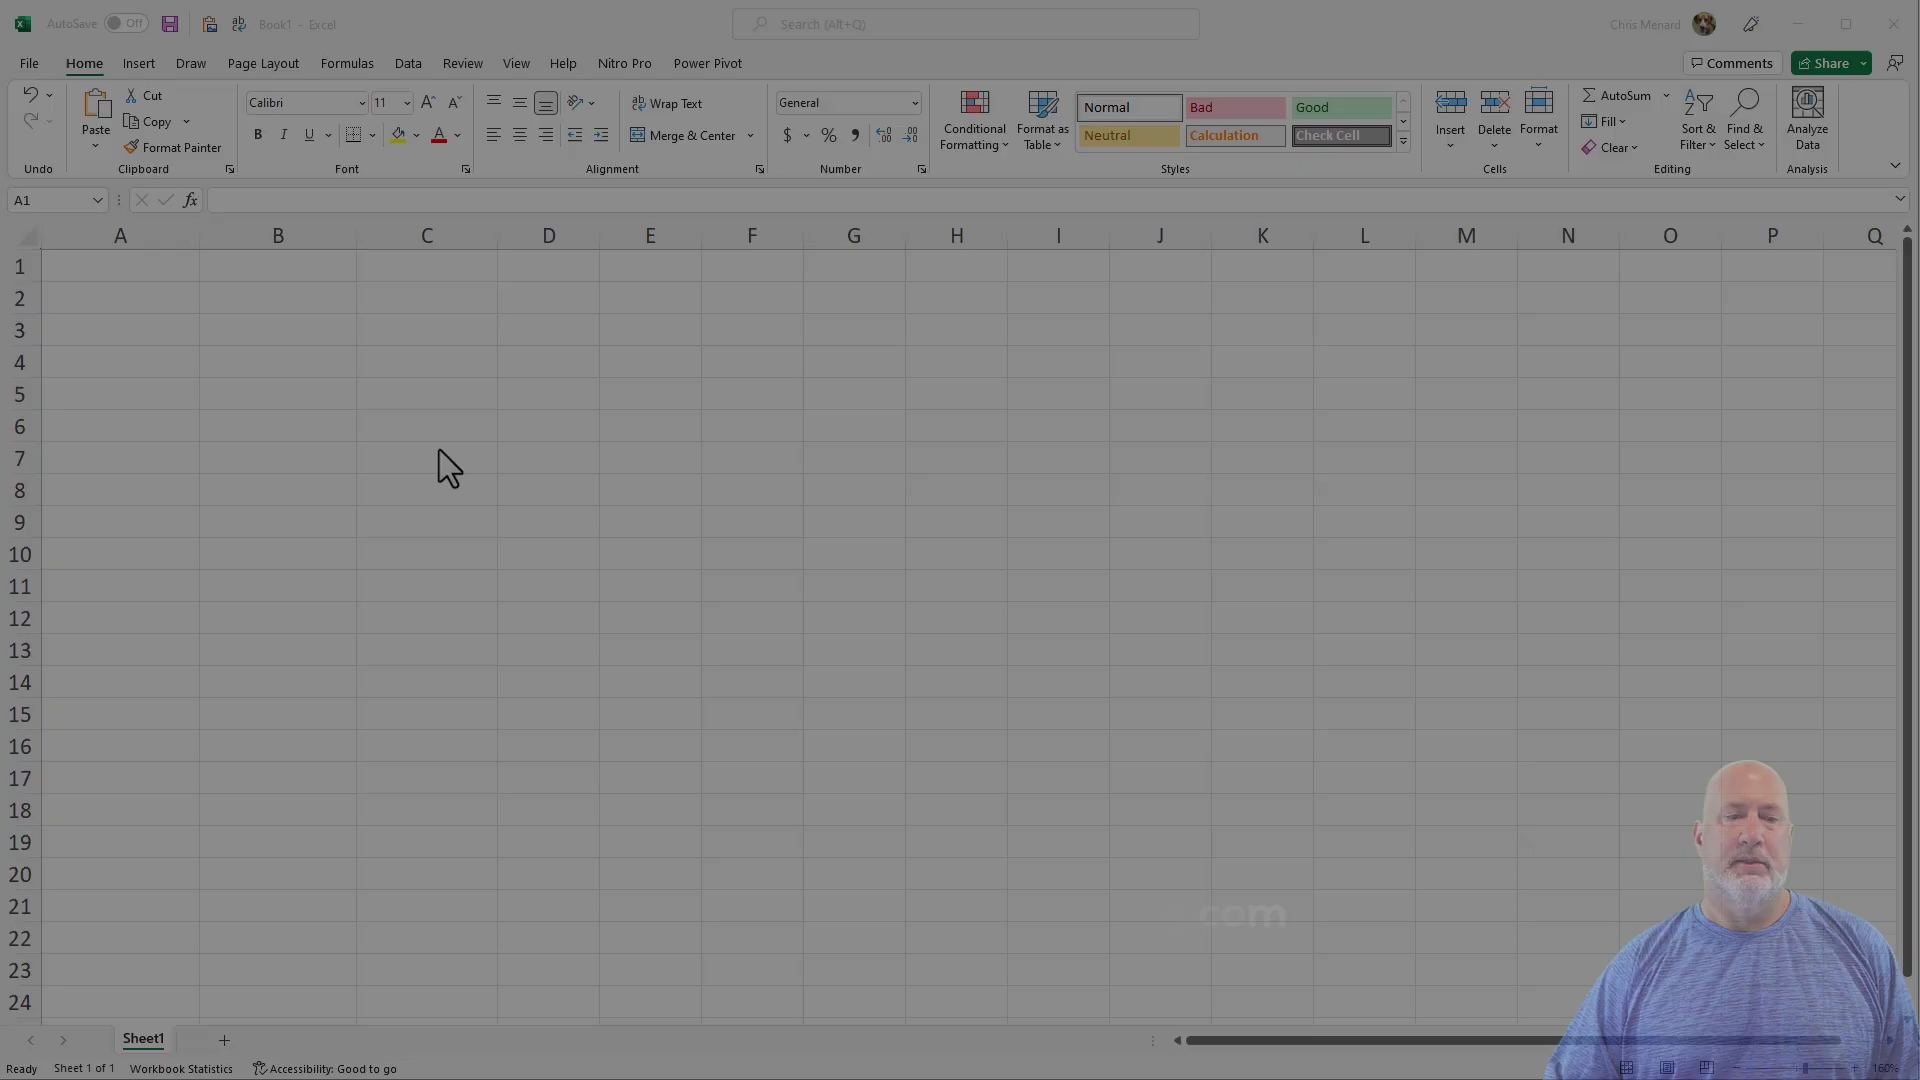 AutoSave Off Book1 - Excel Search (Alt+Q) Chris Menard
File Home Insert Draw Page Layout Formulas Data Review View Help Nitro Pro Power Pivot Comments Share
Paste Cut
Copy
Format Painter
Calibri 11
B I U A
Wrap Text
Merge & Center
General
$ % 9
Conditional Formatting
Format as Table
Normal Bad Good
Neutral Calculation Check Cell
Insert Delete Format
AutoSum
Fill
Clear
Sort & Filter
Find & Select
Analyze Data
Undo Clipboard Font Alignment Number Styles Cells Editing Analysis
A1 fx
A B C D E F G H I J K L M N O P Q
1
2
3
4
5
6
7
8
9
10
11
12
13
14
15
16
17
18
19
20
21
com
22
23
24
Sheet1
Ready Sheet 1 of 1 Workbook Statistics Accessibility: Good to go 160%